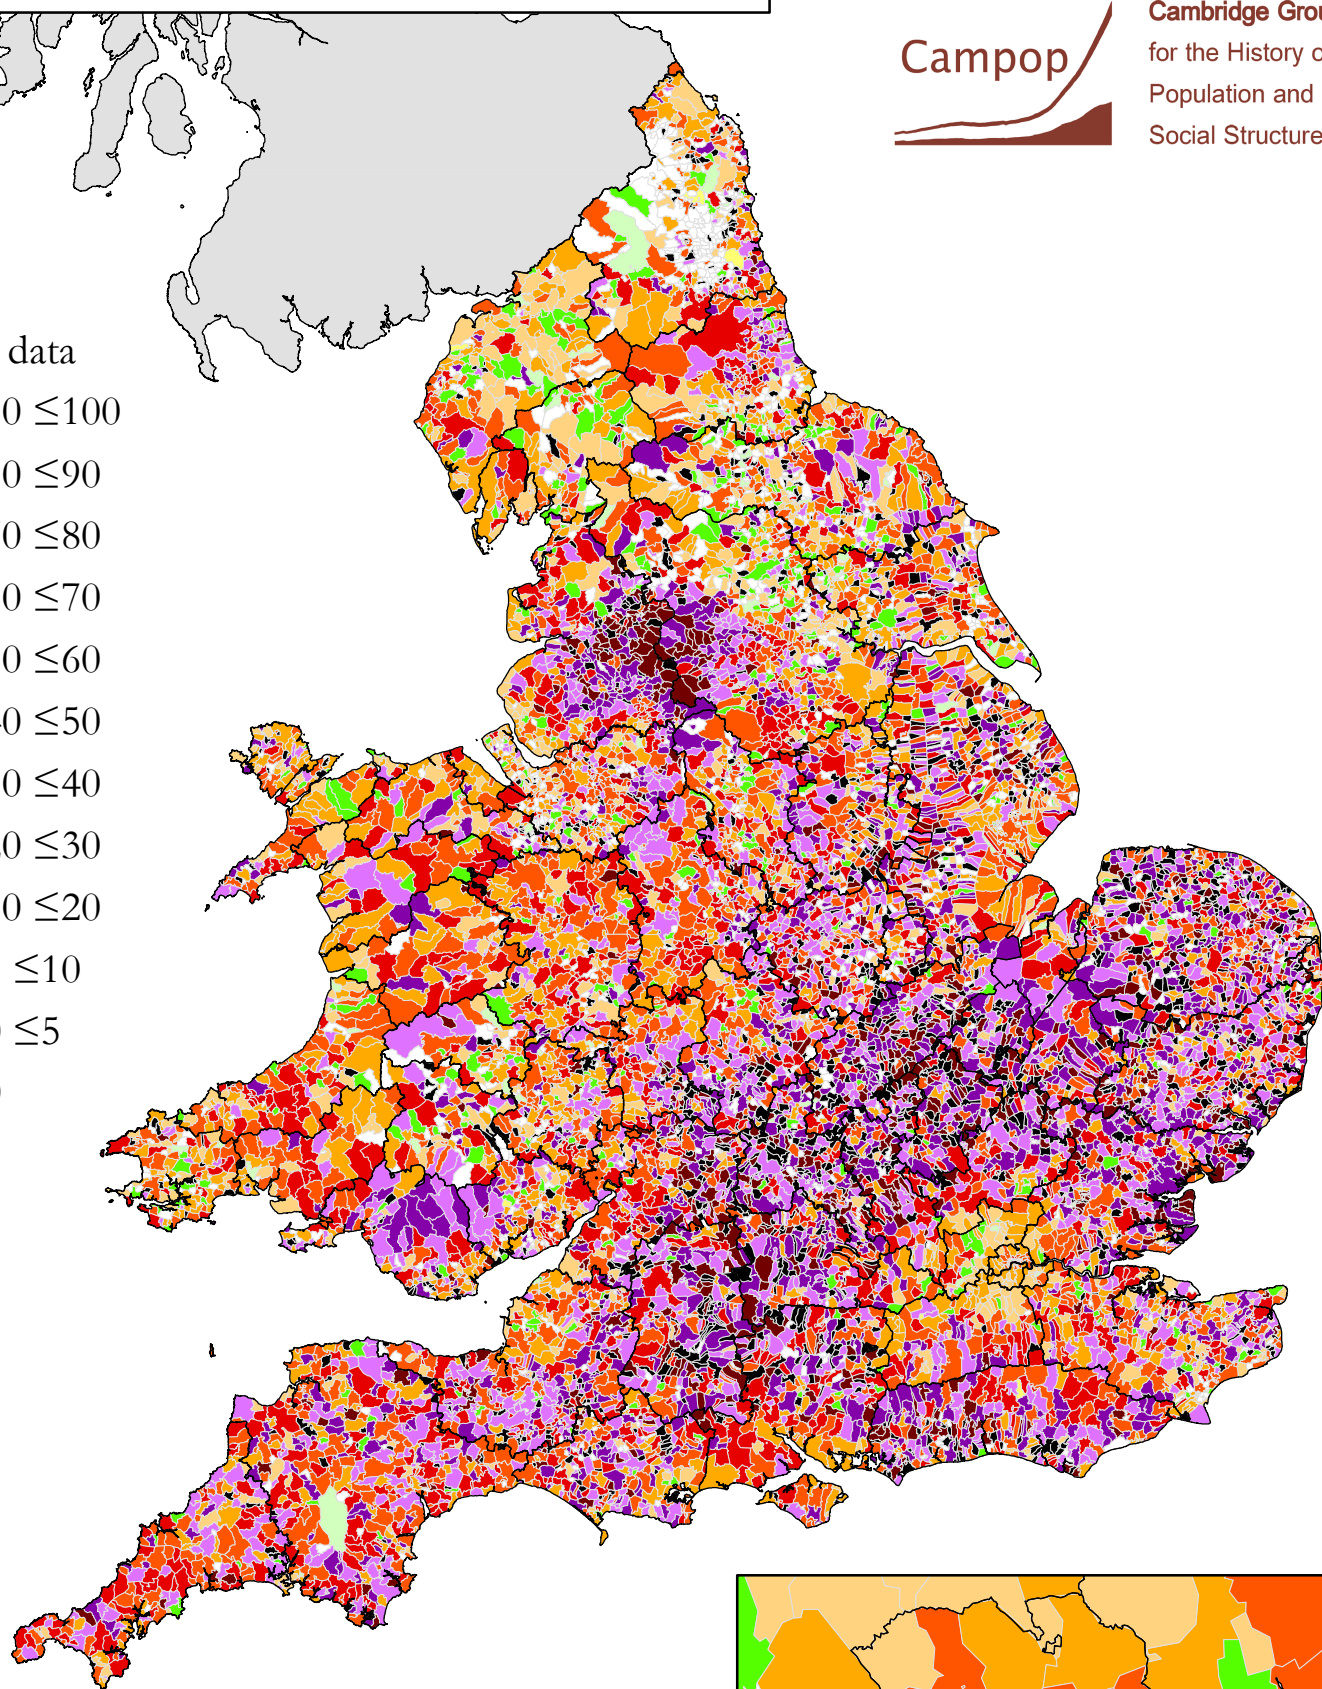 Campop
Cambridge Grou
for the History o
Population and
Social Structure
data
0 ≤100
0 ≤90
0 ≤80
0 ≤70
0 ≤60
0 ≤50
0 ≤40
0 ≤30
0 ≤20
≤10
≤5